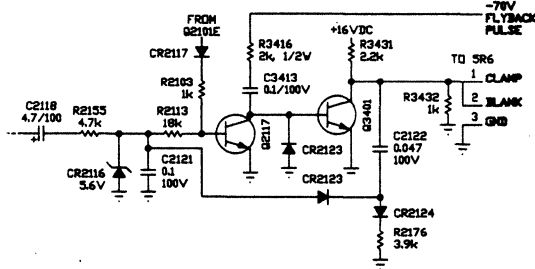 FROM
Q2101E
CR2117
R2103
1k
C2118
4.7/100
R2155
4.7k
R2113
18k
CR2116
5.6V
C2121
0.1
100V
R3416
2k, 1/2W
C3413
0.1/100V
Q2117
CR2123
+16VDC
R3431
2.2k
Q3401
CR2123
C2122
0.047
100V
CR2124
R2176
3.9k
R3432
1k
-70V
FLYBACK
PULSE
TO 5R6
1 CLAMP
2 BLANK
3 GND